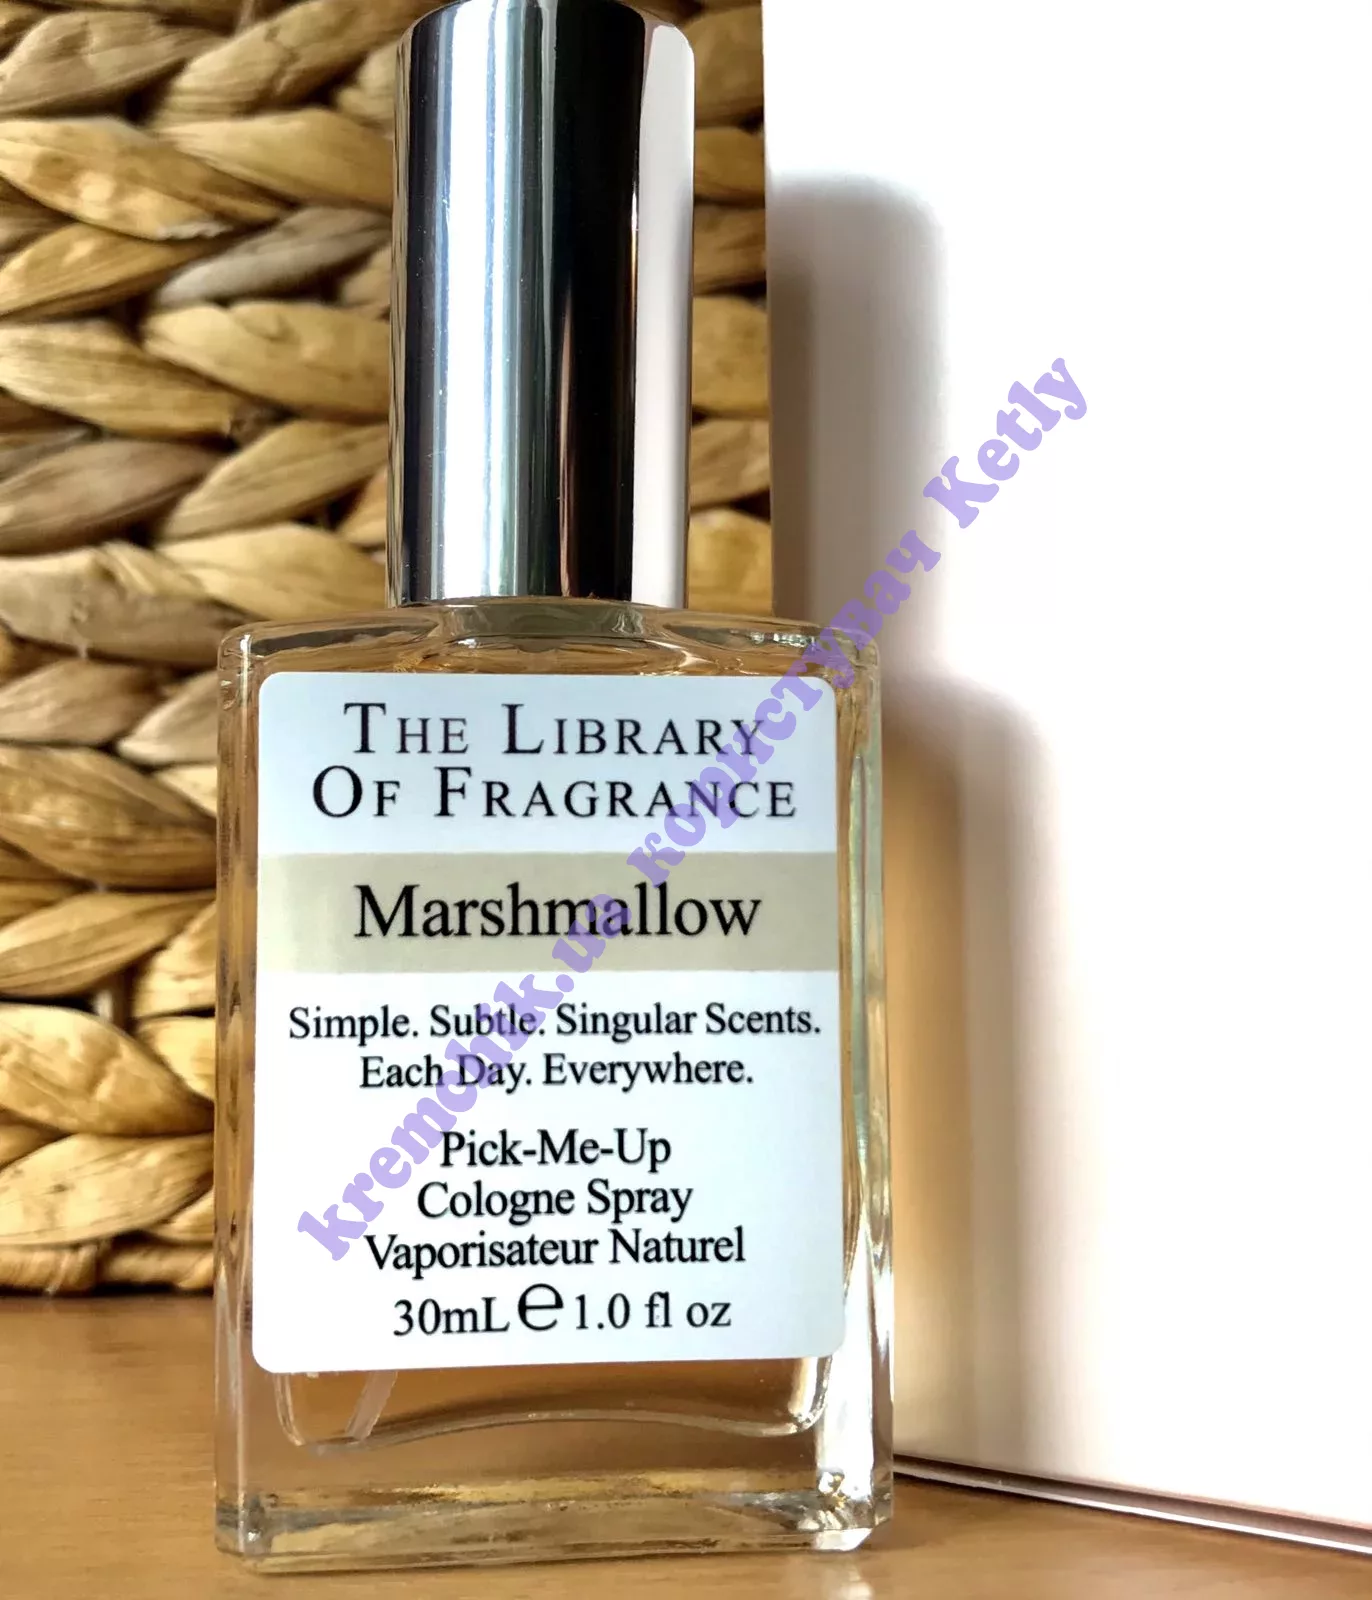 THE LIBRARY
OF FRAGRANCE
Marshmallow
Simple. Subtle. Singular Scents.
Each Day. Everywhere.
Pick-Me-Up
Cologne Spray
Vaporisateur Naturel
30mL ℮ 1.0 fl oz
kremchik.ua користувач Ketly